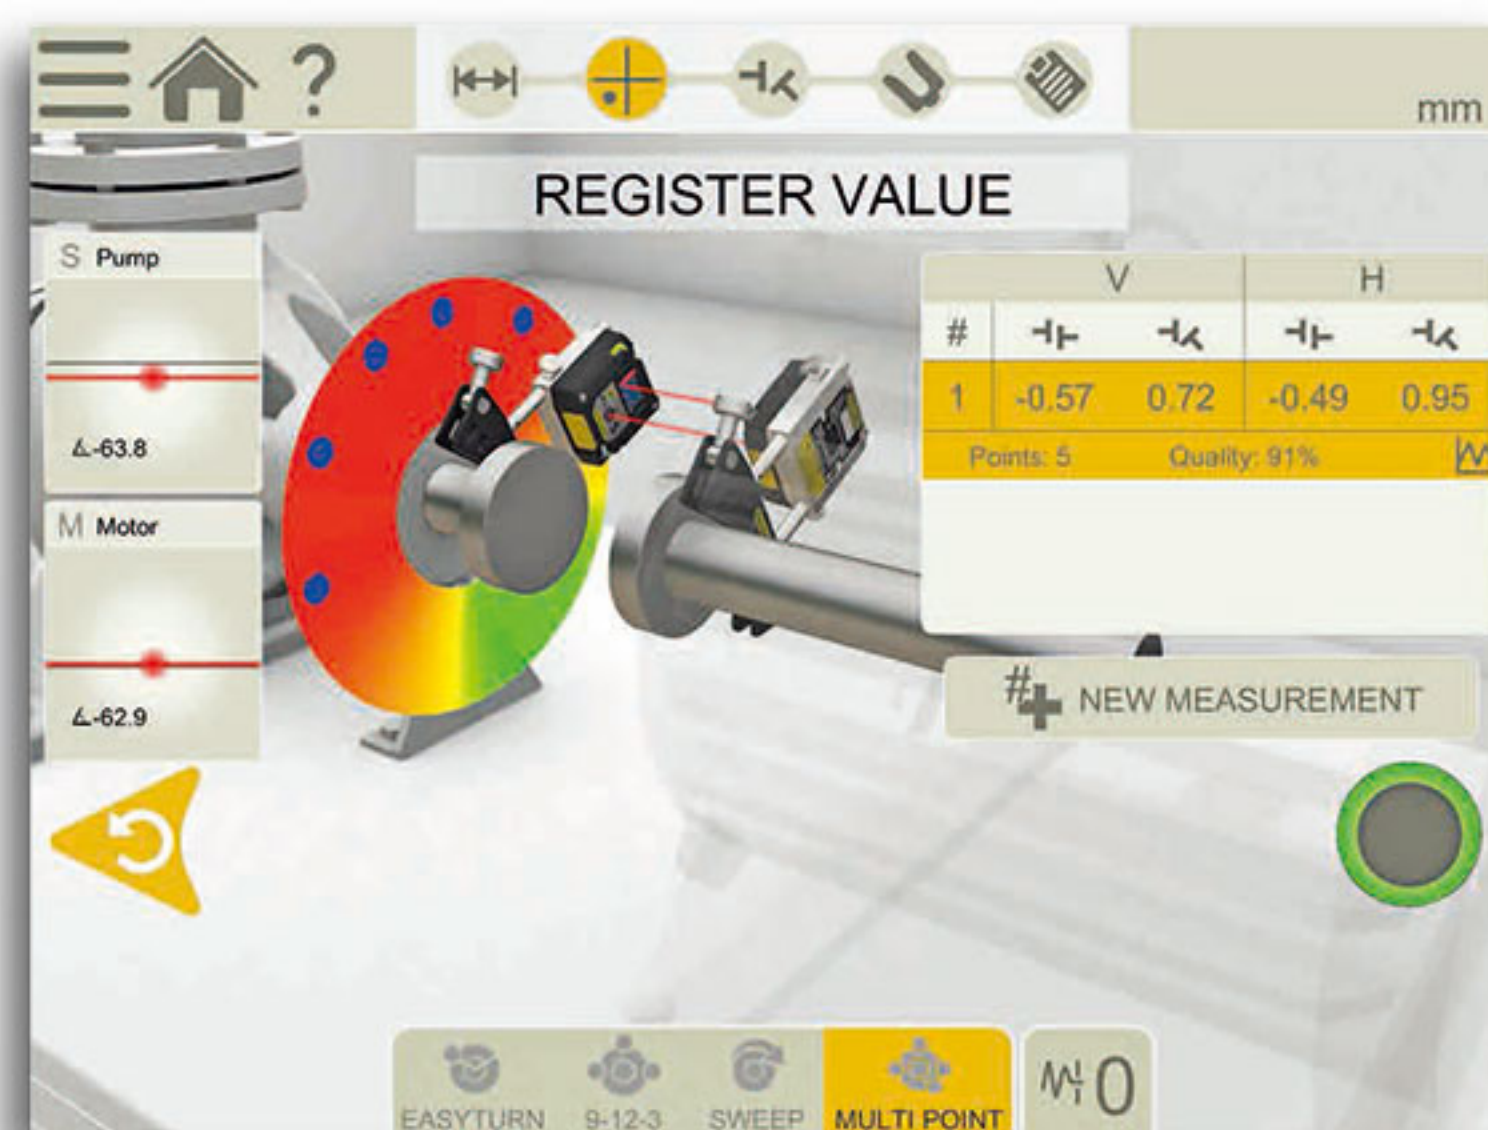 ?
mm
REGISTER VALUE
S Pump
∡-63.8
M Motor
∡-62.9
V H
#
1 -0.57 0.72 -0.49 0.95
Points: 5 Quality: 91%
# NEW MEASUREMENT
EASYTURN 9-12-3 SWEEP MULTI POINT 0